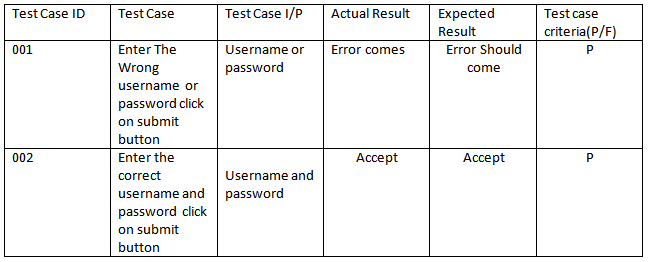 Test Case ID
Test Case
Test Case I/P
Actual Result
Expected
Result
Test case
criteria(P/F)
001
Enter The
Wrong
username or
password click
on submit
button
Username or
password
Error comes
Error Should
come
P
002
Enter the
correct
username and
password click
on submit
button
Username and
password
Accept
Accept
P